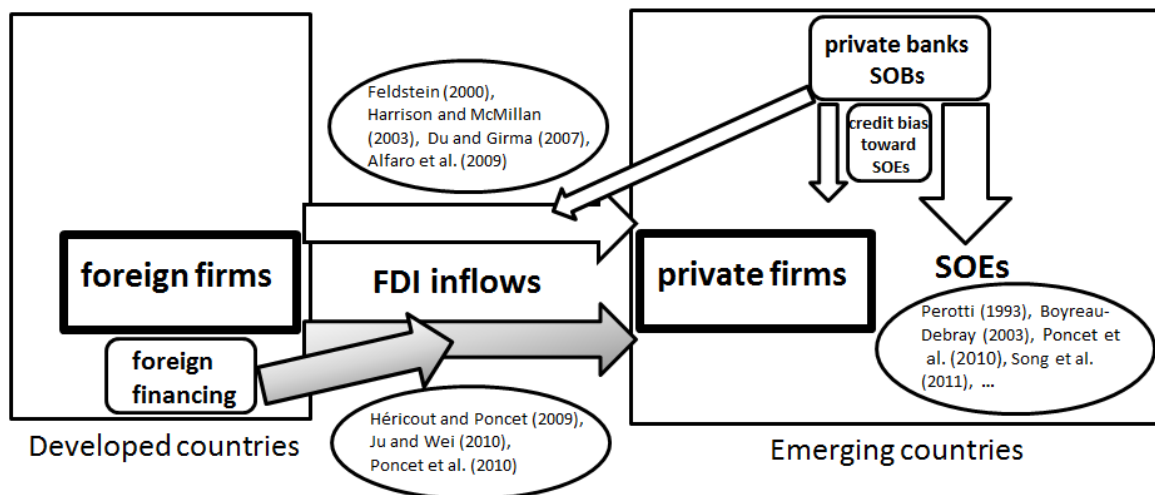 private banks
SOBs
Feldstein (2000),
Harrison and McMillan
(2003), Du and Girma (2007),
Alfaro et al. (2009)
credit bias
toward
SOEs
foreign firms
FDI inflows
private firms
SOEs
Perotti (1993), Boyreau-
Debray (2003), Poncet et
al. (2010), Song et al.
(2011), ...
foreign
financing
Héricout and Poncet (2009),
Ju and Wei (2010),
Poncet et al. (2010)
Developed countries
Emerging countries